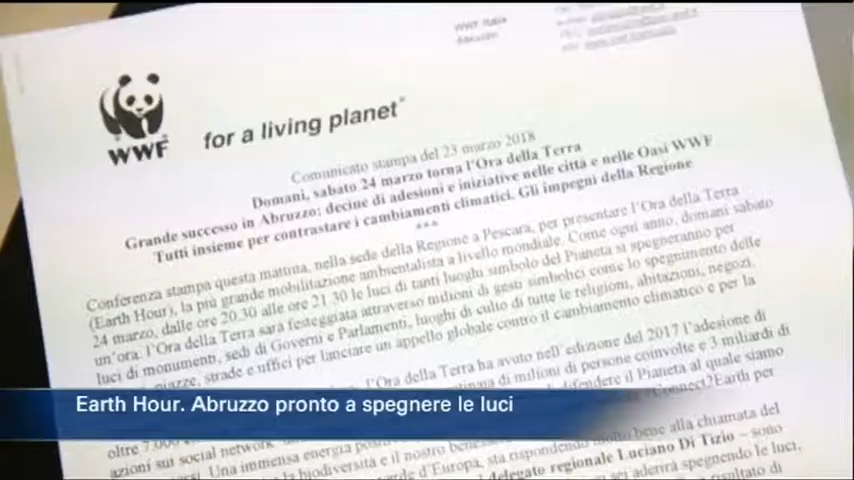 WWF Italia
Abruzzo
WWF
for a living planet®
Comunicato stampa del 23 marzo 2018
Domani, sabato 24 marzo torna l'Ora della Terra
Grande successo in Abruzzo: decine di adesioni e iniziative nelle città e nelle Oasi WWF
Tutti insieme per contrastare i cambiamenti climatici. Gli impegni della Regione
***
Conferenza stampa questa mattina, nella sede della Regione a Pescara, per presentare l'Ora della Terra
(Earth Hour), la più grande mobilitazione ambientalista a livello mondiale. Come ogni anno, domani sabato
24 marzo, dalle ore 20.30 alle ore 21.30 le luci di tanti luoghi simbolo del Pianeta si spegneranno per
un'ora: l'Ora della Terra sarà festeggiata attraverso milioni di gesti simbolici come lo spegnimento delle
luci di monumenti, sedi di Governi e Parlamenti, luoghi di culto di tutte le religioni, abitazioni, negozi,
piazze, strade e uffici per lanciare un appello globale contro il cambiamento climatico e per la
l'Ora della Terra ha avuto nell'edizione del 2017 l'adesione di
di milioni di persone coinvolte e 3 miliardi di
difendere il Pianeta al quale siamo
Connect2Earth per
Earth Hour. Abruzzo pronto a spegnere le luci
oltre 7.000
azioni sui social network
molto bene alla chiamata del
Una immensa energia
la biodiversità e il nostro
d'Europa, sta rispondendo
delegato regionale Luciano Di Tizio – sono
aderirà spegnendo le luci,
risultato di